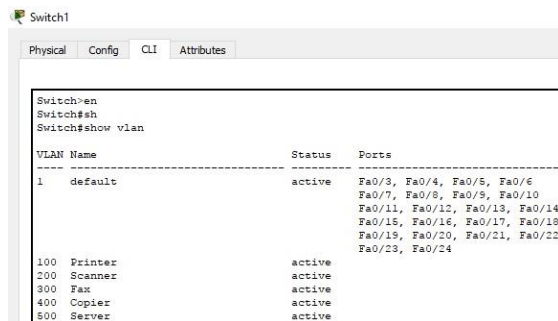 Switch1
Physical Config CLI Attributes
Switch>en
Switch#sh
Switch#show vlan
VLAN Name Status Ports
---- -------------------------------- --------- -------------------------------
1 default active Fa0/3, Fa0/4, Fa0/5, Fa0/6
Fa0/7, Fa0/8, Fa0/9, Fa0/10
Fa0/11, Fa0/12, Fa0/13, Fa0/14
Fa0/15, Fa0/16, Fa0/17, Fa0/18
Fa0/19, Fa0/20, Fa0/21, Fa0/22
Fa0/23, Fa0/24
100 Printer active
200 Scanner active
300 Fax active
400 Copier active
500 Server active